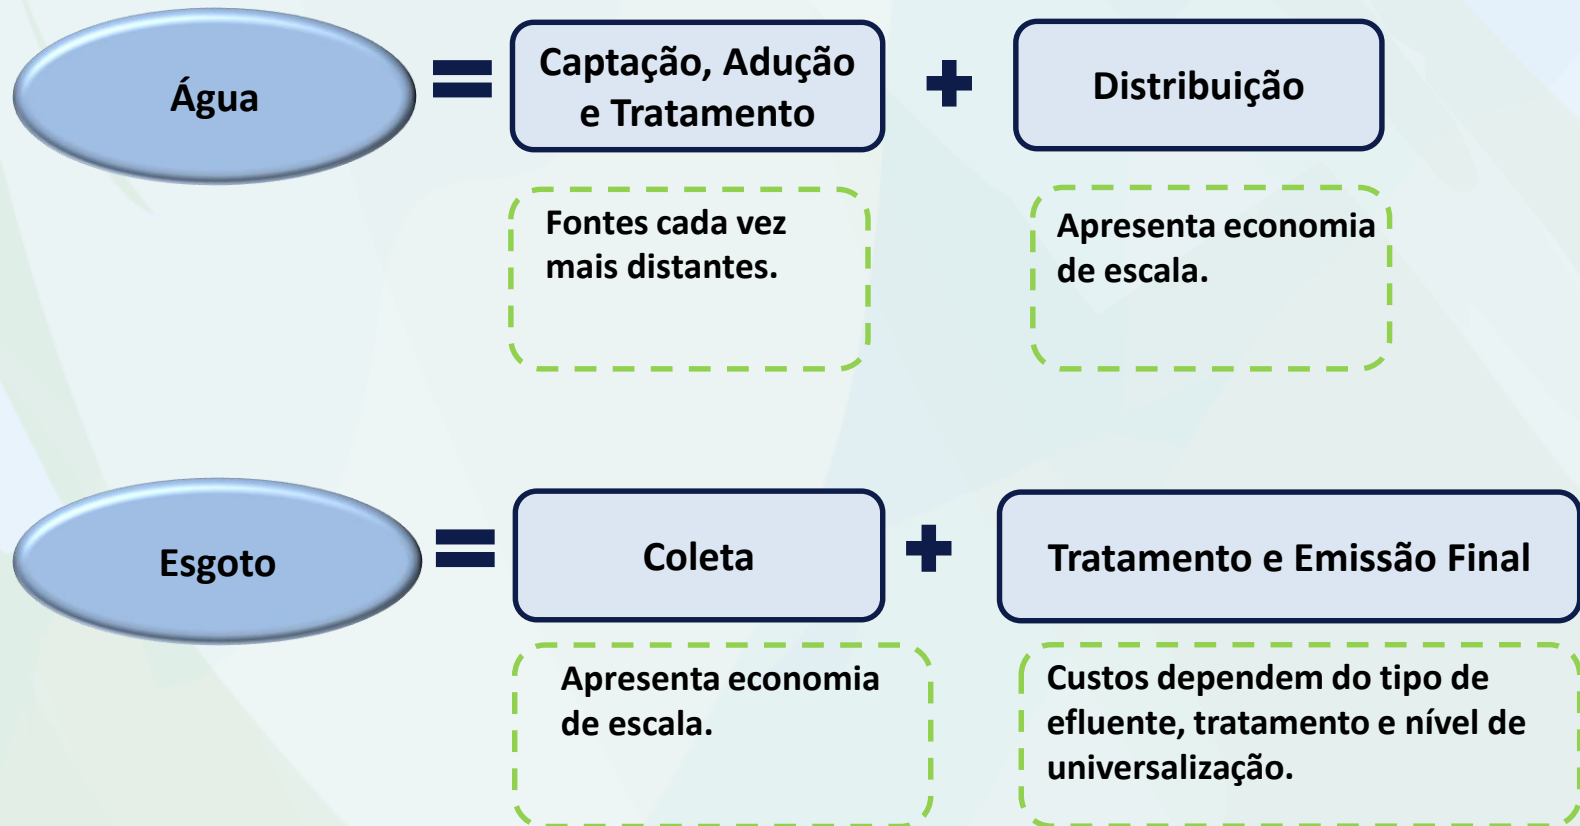 Água
=
Captação, Adução
e Tratamento
+
Distribuição
Fontes cada vez
mais distantes.
Apresenta economia
de escala.
Esgoto
=
Coleta
+
Tratamento e Emissão Final
Apresenta economia
de escala.
Custos dependem do tipo de
efluente, tratamento e nível de
universalização.